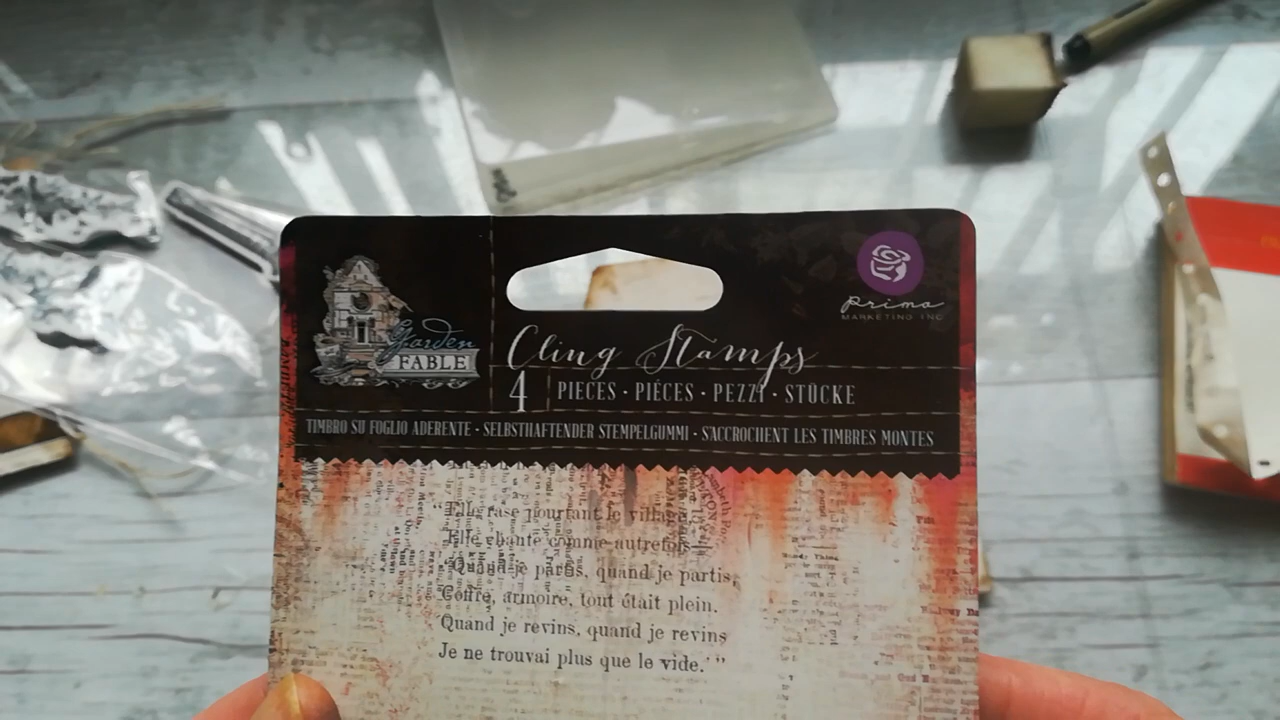 Garden
FABLE
Prima
MARKETING INC
Cling Stamps
4 PIECES · PIÉCES · PEZZI · STÜCKE
TIMBRO SU FOGLIO ADERENTE - SELBSTHAFTENDER STEMPELGUMMI - S'ACCROCHENT LES TIMBRES MONTES
"Elle rase pourtant le village
Elle chante comme autrefois
'Quand je partis, quand je partis,
Coffre, armoire, tout était plein.
Quand je revins, quand je revins
Je ne trouvai plus que le vide.' "